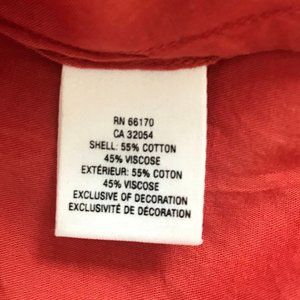 RN 66170
CA 32054
SHELL: 55% COTTON
45% VISCOSE
EXTÉRIEUR: 55% COTON
45% VISCOSE
EXCLUSIVE OF DECORATION
EXCLUSIVITÉ DE DÉCORATION